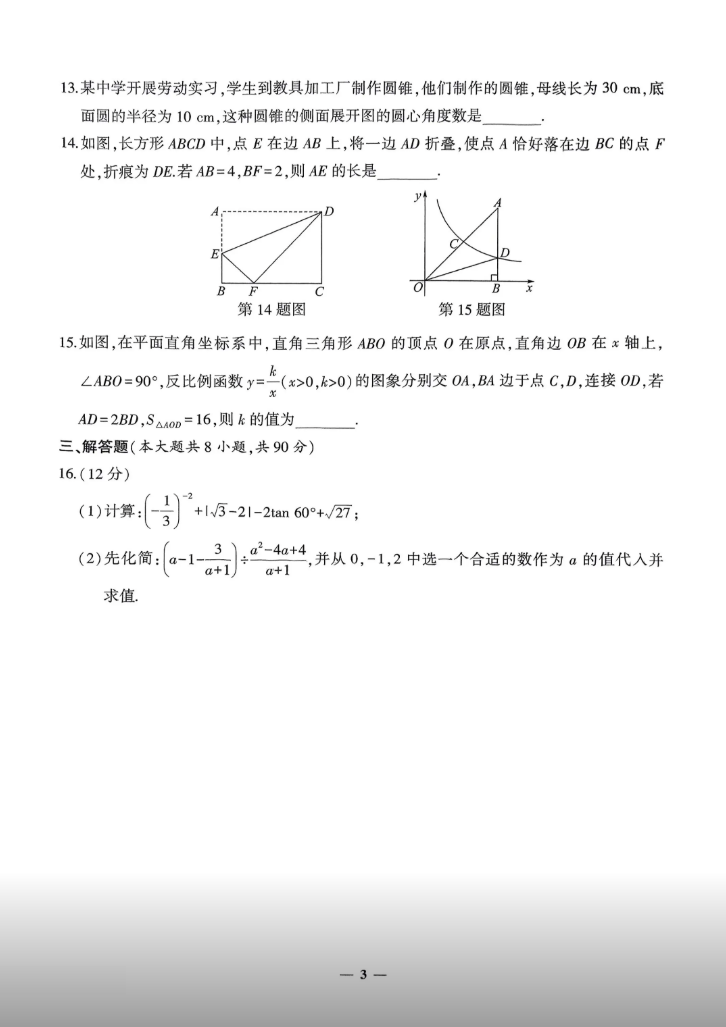 13.某中学开展劳动实习,学生到教具加工厂制作圆锥,他们制作的圆锥,母线长为 30 cm,底
面圆的半径为 10 cm,这种圆锥的侧面展开图的圆心角度数是______.
14.如图,长方形 ABCD 中,点 E 在边 AB 上,将一边 AD 折叠,使点 A 恰好落在边 BC 的点 F
处,折痕为 DE.若 AB=4,BF=2,则 AE 的长是______.
A D E B F C
第 14 题图
y A C D O B x
第 15 题图
15.如图,在平面直角坐标系中,直角三角形 ABO 的顶点 O 在原点,直角边 OB 在 x 轴上,
∠ABO=90°,反比例函数 y=k/x(x>0,k>0)的图象分别交 OA,BA 边于点 C,D,连接 OD,若
AD=2BD,S△AOD=16,则 k 的值为______.
三、解答题(本大题共 8 小题,共 90 分)
16.(12 分)
(1)计算:(-1/3)^-2+|√3-2|-2tan 60°+√27;
(2)先化简:(a-1-3/(a+1))÷(a²-4a+4)/(a+1),并从 0,-1,2 中选一个合适的数作为 a 的值代入并
求值.
— 3 —